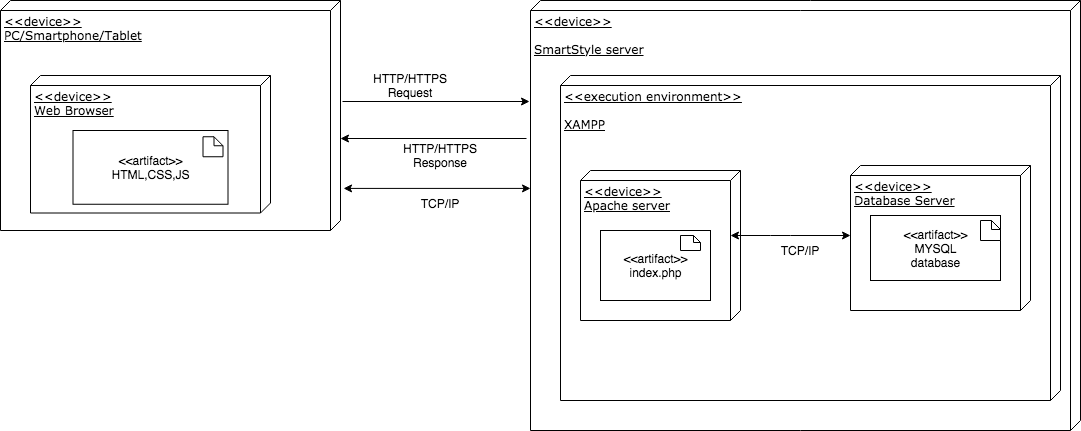 <<device>>
PC/Smartphone/Tablet
<<device>>
Web Browser
<<artifact>>
HTML,CSS,JS
HTTP/HTTPS
Request
HTTP/HTTPS
Response
TCP/IP
<<device>>
SmartStyle server
<<execution environment>>
XAMPP
<<device>>
Apache server
<<artifact>>
index.php
TCP/IP
<<device>>
Database Server
<<artifact>>
MYSQL
database